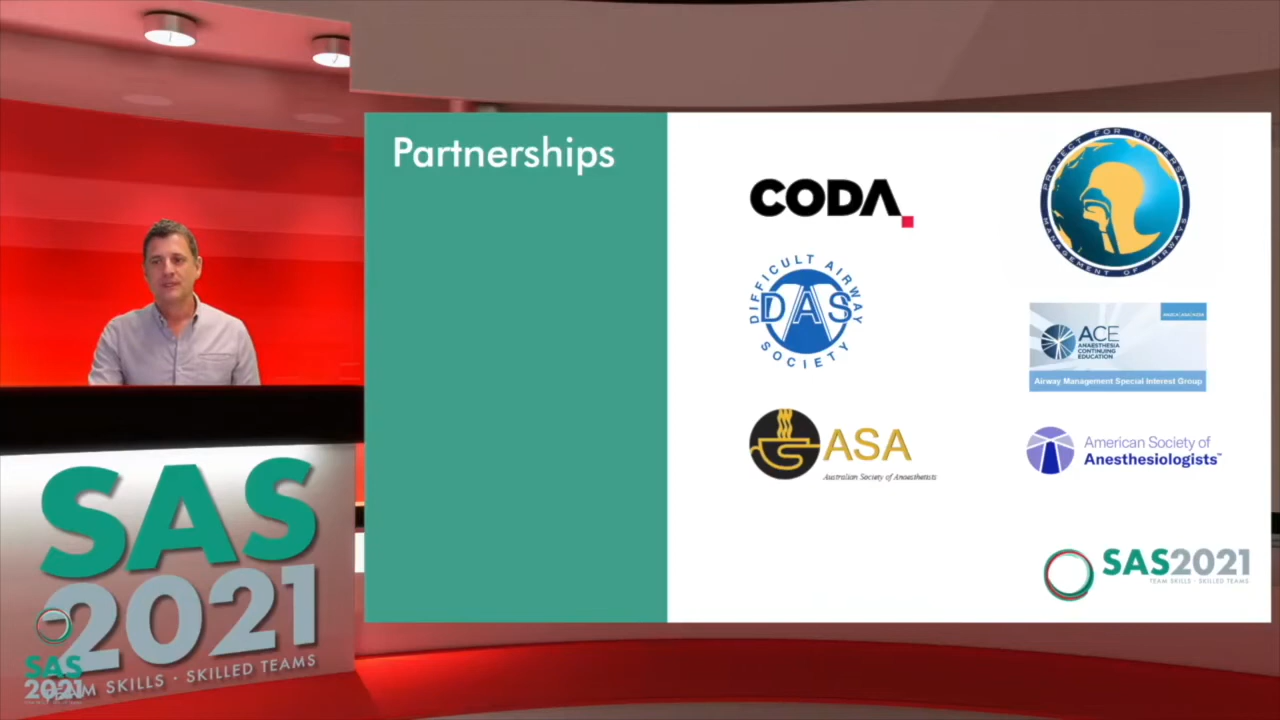 Partnerships
CODA
PROJECT FOR UNIVERSAL
MANAGEMENT OF AIRWAYS
DIFFICULT AIRWAY
DAS
SOCIETY
ACE
ANAESTHESIA
CONTINUING
EDUCATION
Airway Management Special Interest Group
ASA
Australian Society of Anaesthetists
American Society of
Anesthesiologists™
SAS2021
TEAM SKILLS · SKILLED TEAMS
SAS
2021
TEAM SKILLS · SKILLED TEAMS
SAS
2021